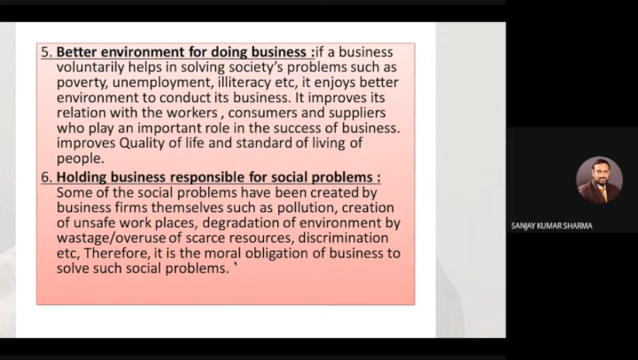 5. Better environment for doing business :if a business
voluntarily helps in solving society's problems such as
poverty, unemployment, illiteracy etc, it enjoys better
environment to conduct its business. It improves its
relation with the workers , consumers and suppliers
who play an important role in the success of business.
improves Quality of life and standard of living of
people.
6. Holding business responsible for social problems :
Some of the social problems have been created by
business firms themselves such as pollution, creation
of unsafe work places, degradation of environment by
wastage/overuse of scarce resources, discrimination
etc, Therefore, it is the moral obligation of business to
solve such social problems. `
SANJAY KUMAR SHARMA